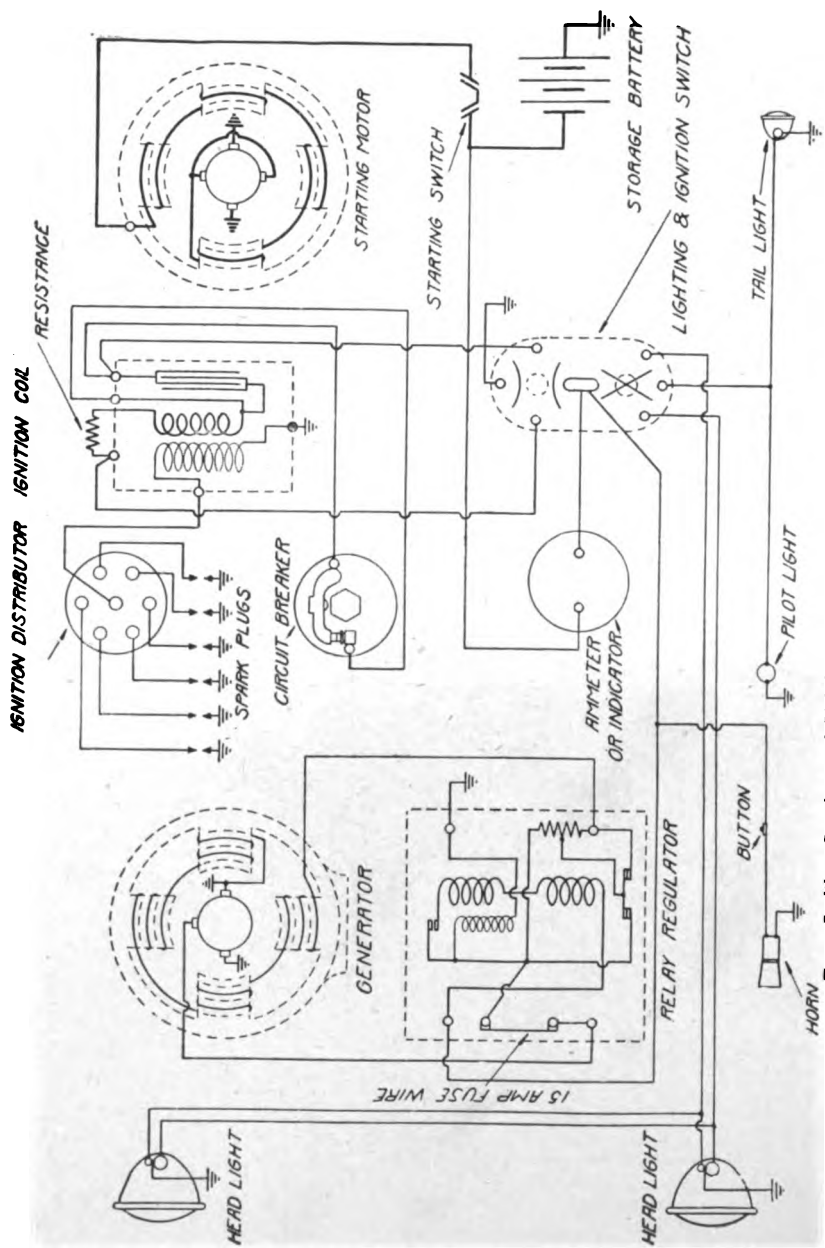 IGNITION DISTRIBUTOR
IGNITION COIL
RESISTANCE
STARTING MOTOR
SPARK PLUGS
CIRCUIT BREAKER
STARTING SWITCH
STORAGE BATTERY
LIGHTING & IGNITION SWITCH
AMMETER
OR INDICATOR
TAIL LIGHT
PILOT LIGHT
GENERATOR
RELAY REGULATOR
15 AMP FUSE WIRE
BUTTON
HORN
HEAD LIGHT
HEAD LIGHT